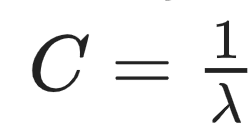 C = 1/λ